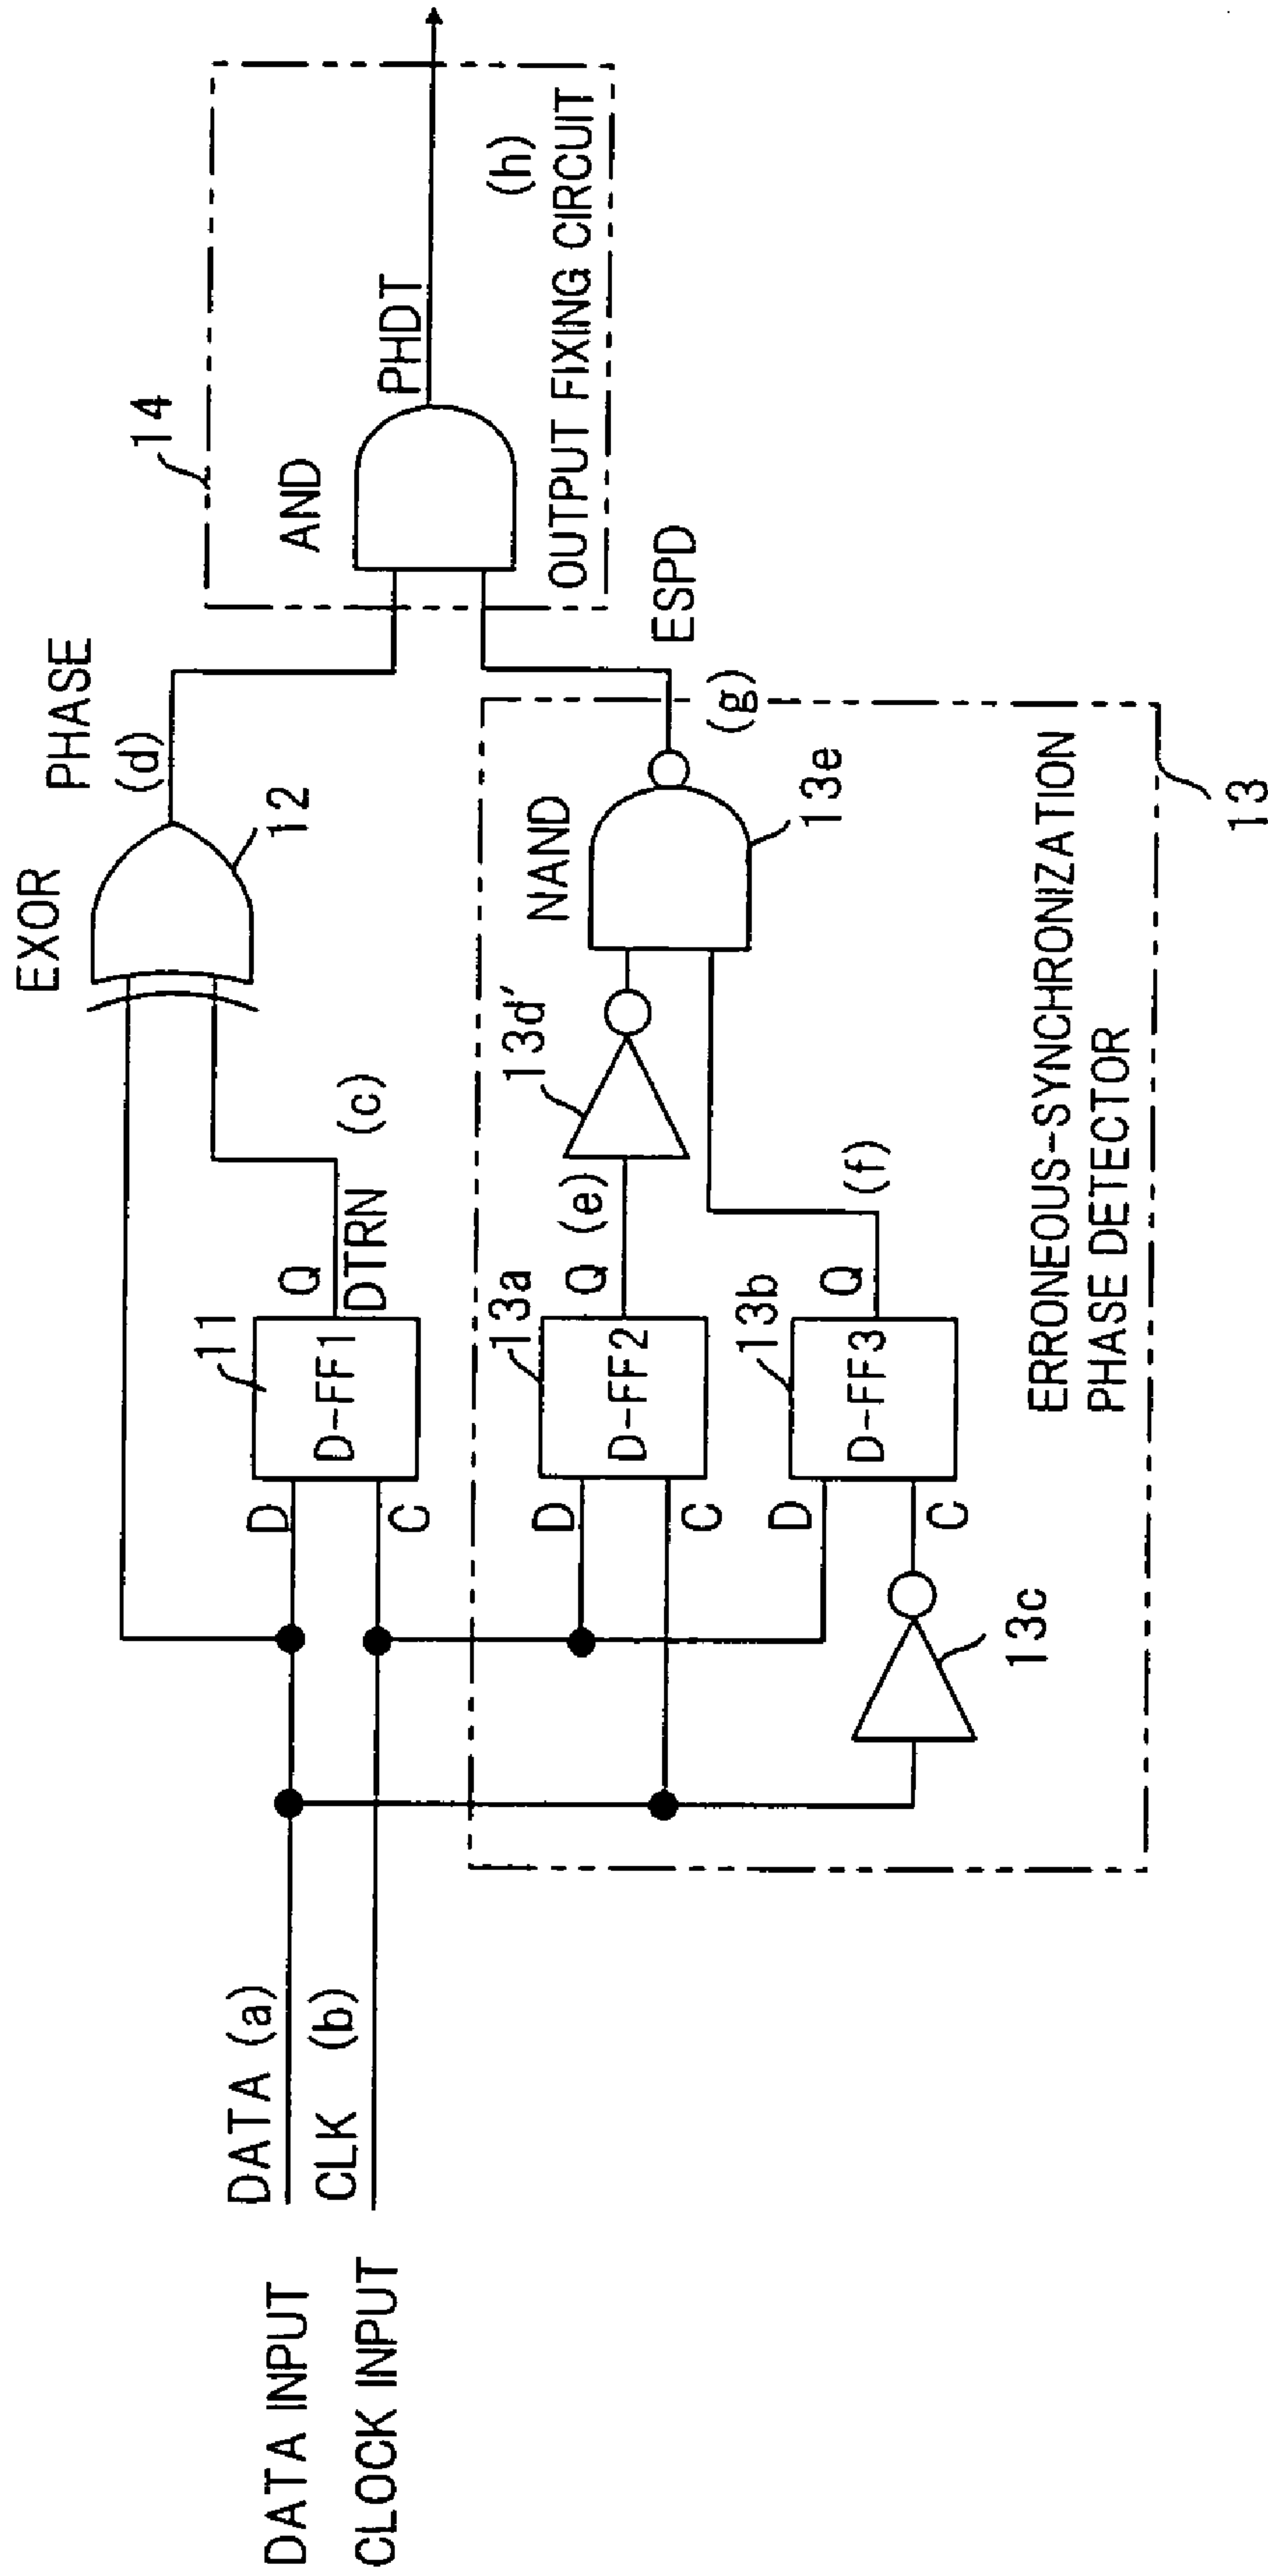 DATA INPUT
DATA (a)
CLOCK INPUT
CLK (b)
D
C
11
D-FF1
Q
DTRN (c)
EXOR
12
PHASE
(d)
D
C
13a
D-FF2
Q (e)
13d′
NAND
13e
(g)
ESPD
D
C
13b
D-FF3
Q
(f)
13c
ERRONEOUS-SYNCHRONIZATION
PHASE DETECTOR
13
14
AND
PHDT
(h)
OUTPUT FIXING CIRCUIT